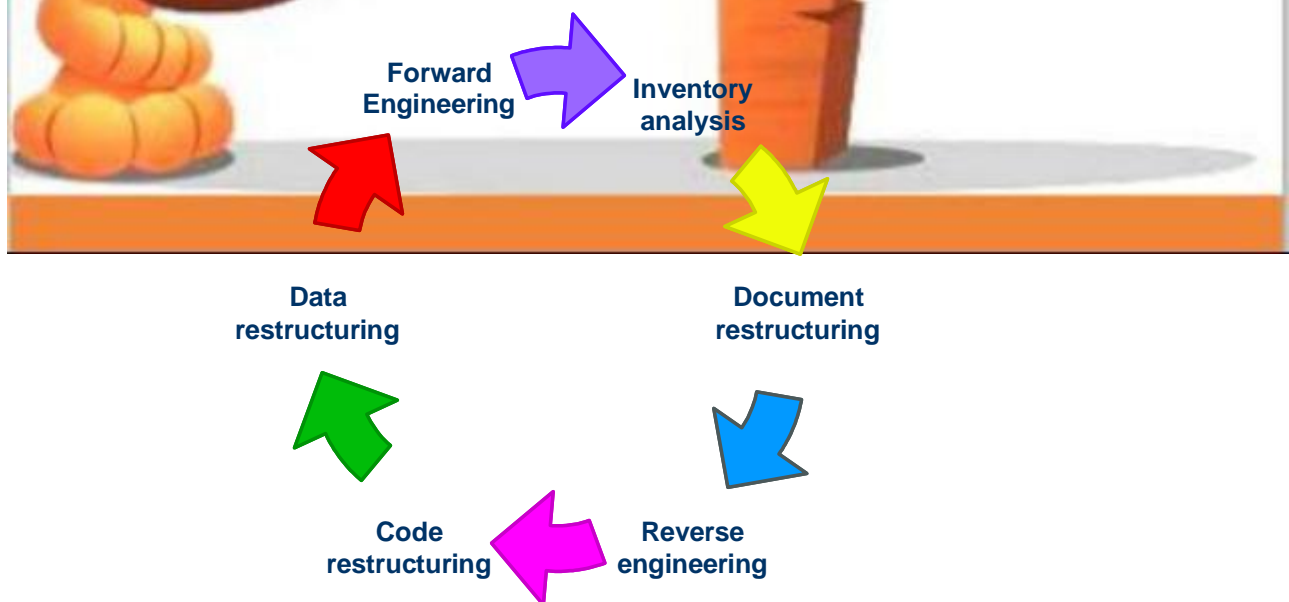 Forward
Engineering
Inventory
analysis
Document
restructuring
Reverse
engineering
Code
restructuring
Data
restructuring